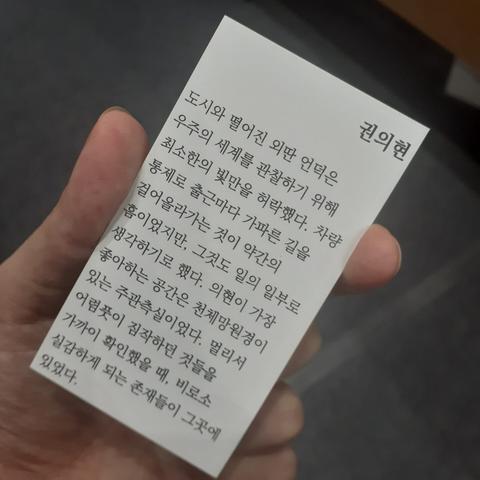 권의현
도시와 떨어진 외딴 언덕은
우주의 세계를 관찰하기 위해
최소한의 빛만을 허락했다. 차량
통제로 출근마다 가파른 길을
걸어올라가는 것이 약간의
흠이었지만, 그것도 일의 일부로
생각하기로 했다. 의현이 가장
좋아하는 공간은 천체망원경이
있는 주관측실이었다. 멀리서
어렴풋이 짐작하던 것들을
가까이 확인했을 때, 비로소
실감하게 되는 존재들이 그곳에
있었다.